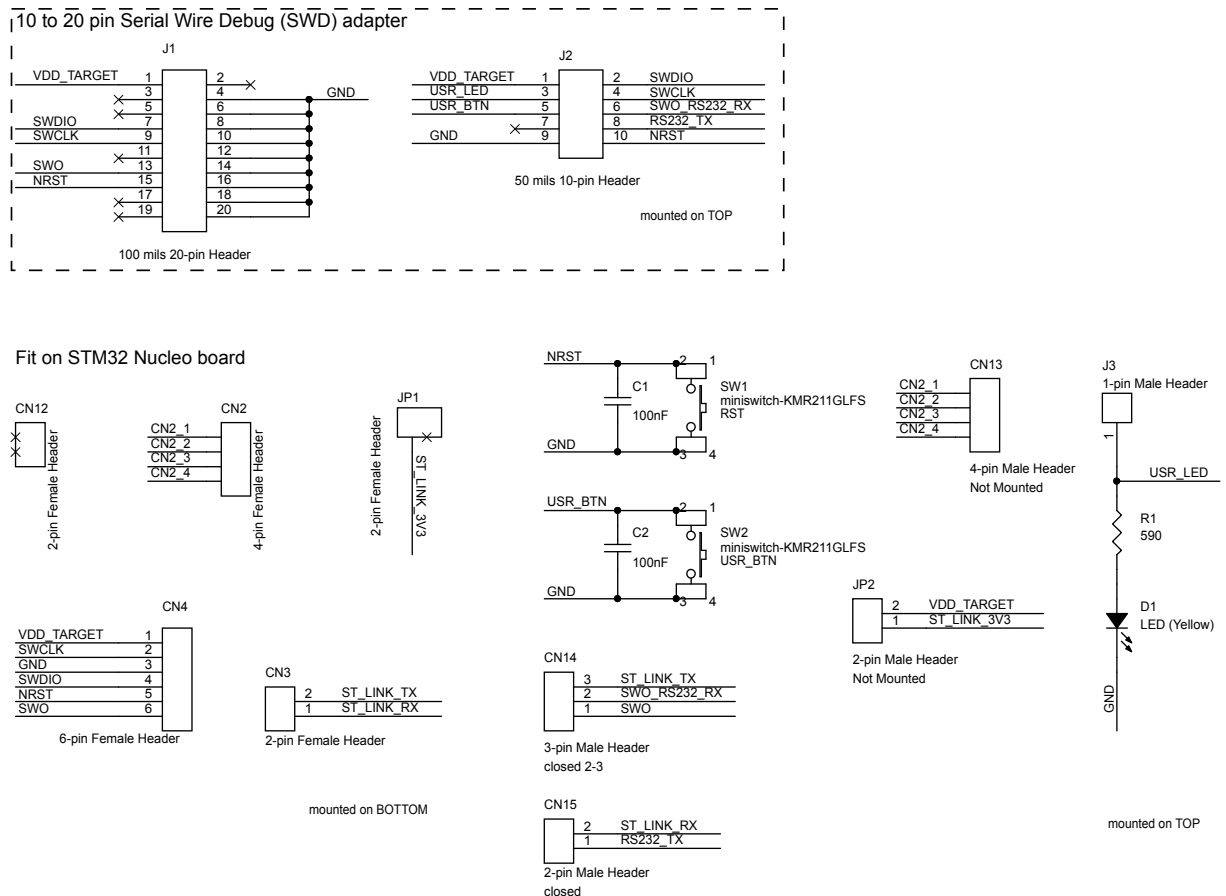 10 to 20 pin Serial Wire Debug (SWD) adapter
J1
VDD_TARGET 1 2
3 4 GND
5 6
SWDIO 7 8
SWCLK 9 10
11 12
SWO 13 14
NRST 15 16
17 18
19 20
100 mils 20-pin Header
J2
VDD_TARGET 1 2 SWDIO
USR_LED 3 4 SWCLK
USR_BTN 5 6 SWO_RS232_RX
7 8 RS232_TX
GND 9 10 NRST
50 mils 10-pin Header
mounted on TOP
Fit on STM32 Nucleo board
CN12
2-pin Female Header
CN2
CN2_1
CN2_2
CN2_3
CN2_4
4-pin Female Header
JP1
2-pin Female Header
ST_LINK_3V3
NRST
2 1
C1
100nF
SW1
miniswitch-KMR211GLFS
RST
GND
3 4
USR_BTN
2 1
C2
100nF
SW2
miniswitch-KMR211GLFS
USR_BTN
GND
3 4
CN13
CN2_1
CN2_2
CN2_3
CN2_4
4-pin Male Header
Not Mounted
J3
1-pin Male Header
1
USR_LED
R1
590
D1
LED (Yellow)
GND
JP2
2 VDD_TARGET
1 ST_LINK_3V3
2-pin Male Header
Not Mounted
CN4
VDD_TARGET 1
SWCLK 2
GND 3
SWDIO 4
NRST 5
SWO 6
6-pin Female Header
CN3
2 ST_LINK_TX
1 ST_LINK_RX
2-pin Female Header
mounted on BOTTOM
CN14
3 ST_LINK_TX
2 SWO_RS232_RX
1 SWO
3-pin Male Header
closed 2-3
CN15
2 ST_LINK_RX
1 RS232_TX
2-pin Male Header
closed
mounted on TOP